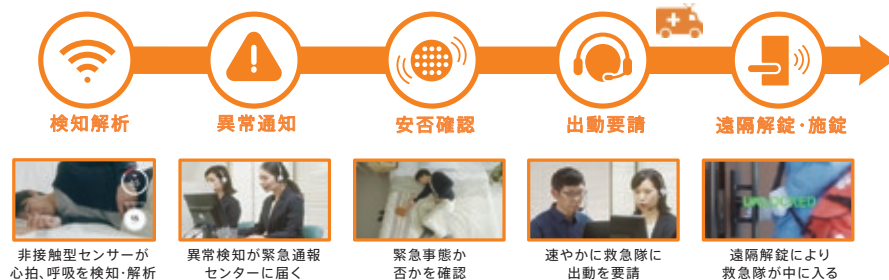 検知解析
異常通知
安否確認
出動要請
遠隔解錠・施錠
UNLOCKED
非接触型センサーが
心拍、呼吸を検知・解析
異常検知が緊急通報
センターに届く
緊急事態か
否かを確認
速やかに救急隊に
出動を要請
遠隔解錠により
救急隊が中に入る